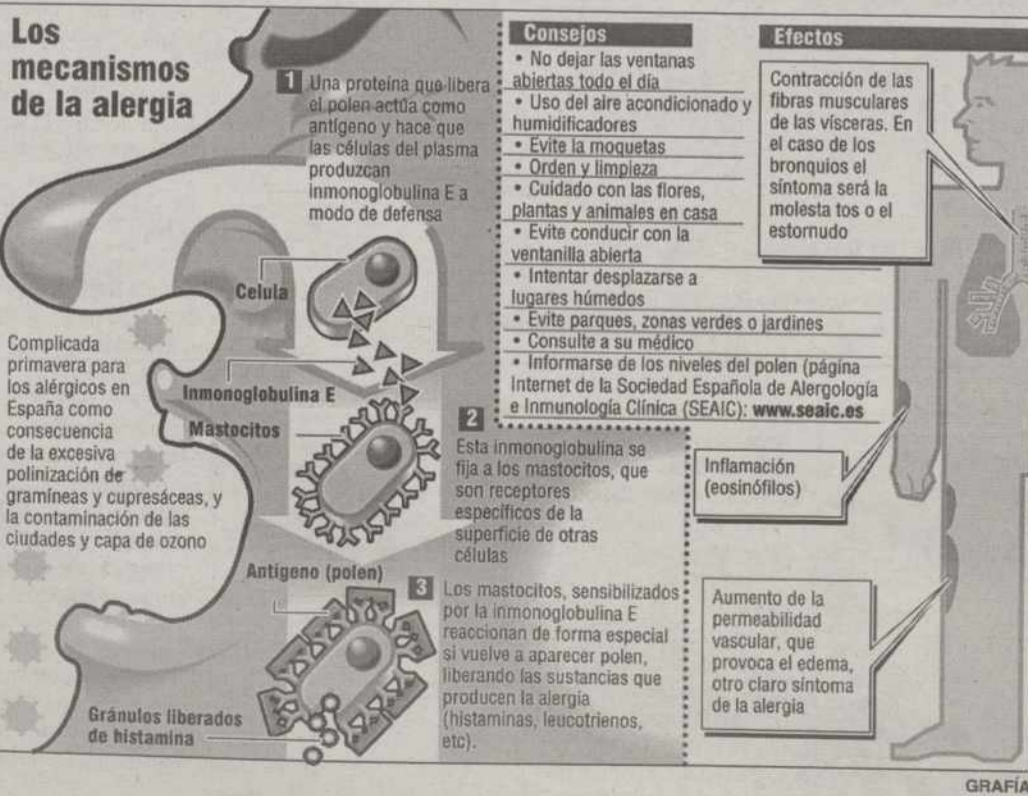 Los
mecanismos
de la alergia
1 Una proteína que libera
el polen actúa como
antígeno y hace que
las células del plasma
produzcan
inmonoglobulina E a
modo de defensa
Celula
Inmonoglobulina E
Mastocitos
Complicada
primavera para
los alérgicos en
España como
consecuencia
de la excesiva
polinización de
gramíneas y cupresáceas, y
la contaminación de las
ciudades y capa de ozono
2
Esta inmonoglobulina se
fija a los mastocitos, que
son receptores
específicos de la
superficie de otras
células
Antígeno (polen)
3 Los mastocitos, sensibilizados
por la inmonoglobulina E
reaccionan de forma especial
si vuelve a aparecer polen,
liberando las sustancias que
producen la alergia
(histaminas, leucotrienos,
etc).
Gránulos liberados
de histamina
Consejos
• No dejar las ventanas
abiertas todo el día
• Uso del aire acondicionado y
humidificadores
• Evite la moquetas
• Orden y limpieza
• Cuidado con las flores,
plantas y animales en casa
• Evite conducir con la
ventanilla abierta
• Intentar desplazarse a
lugares húmedos
• Evite parques, zonas verdes o jardines
• Consulte a su médico
• Informarse de los niveles del polen (página
Internet de la Sociedad Española de Alergología
e Inmunología Clínica (SEAIC): www.seaic.es
Efectos
Contracción de las
fibras musculares
de las vísceras. En
el caso de los
bronquios el
síntoma será la
molesta tos o el
estornudo
Inflamación
(eosinófilos)
Aumento de la
permeabilidad
vascular, que
provoca el edema,
otro claro síntoma
de la alergia
GRAFÍA